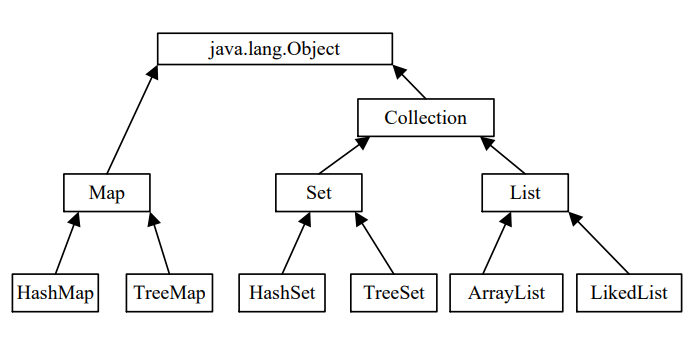 java.lang.Object
Collection
Map
Set
List
HashMap
TreeMap
HashSet
TreeSet
ArrayList
LikedList